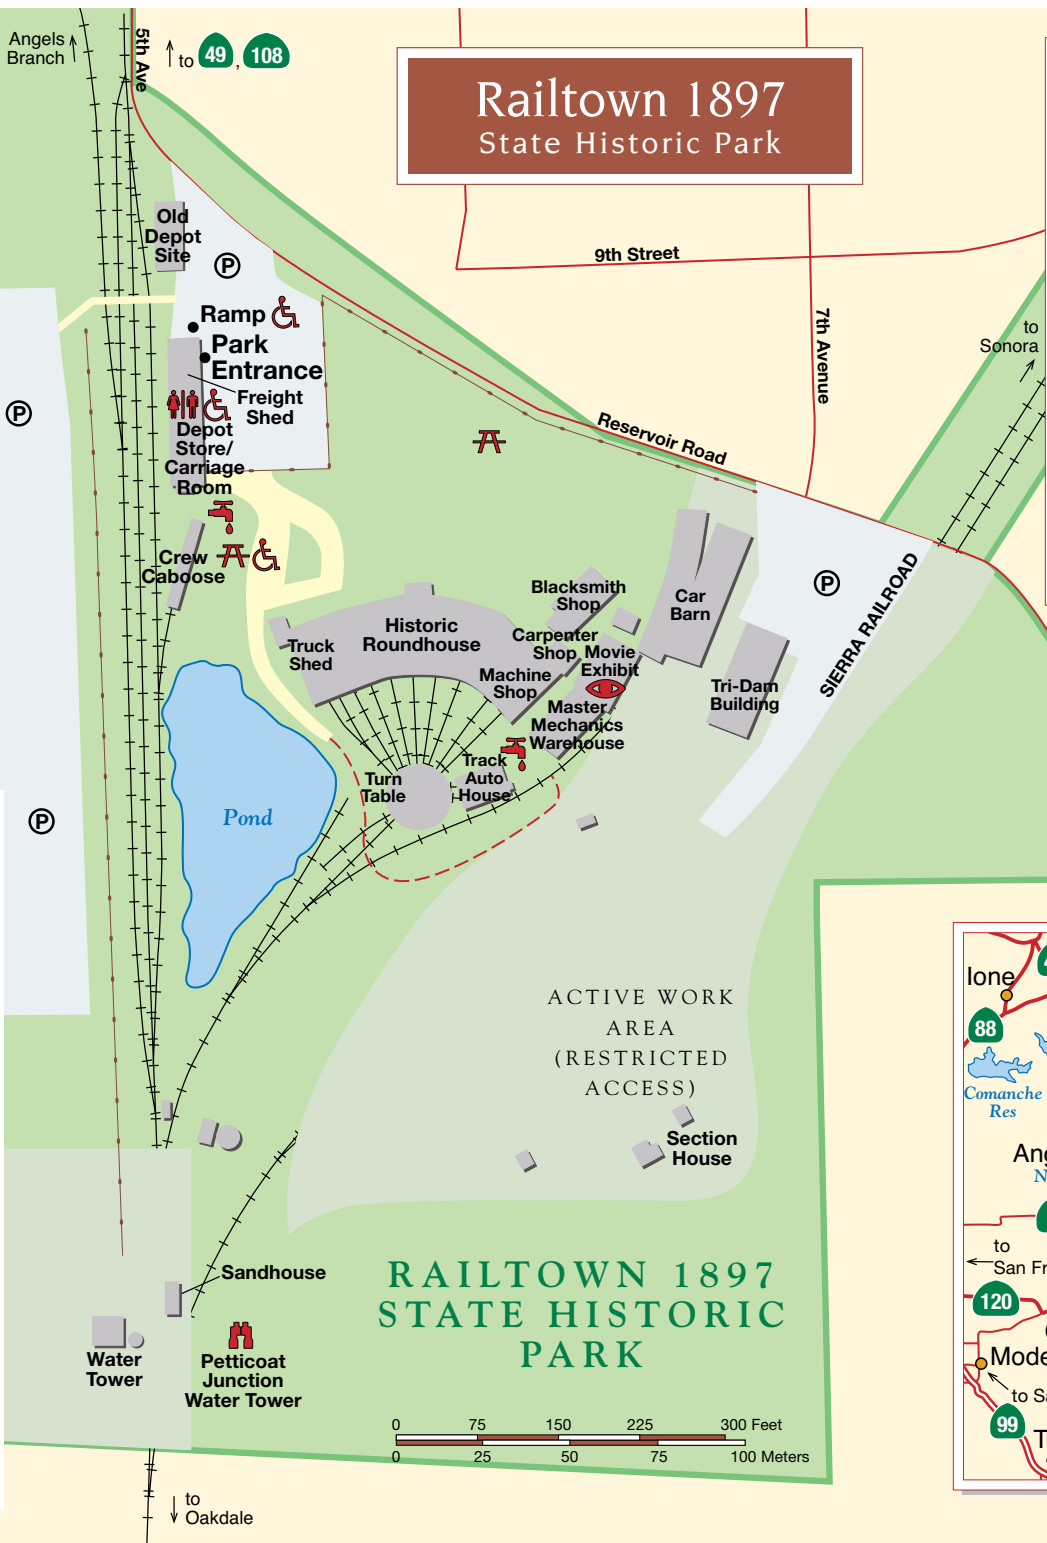 Angels
Branch
5th Ave
to 49, 108
Railtown 1897
State Historic Park
9th Street
7th Avenue
to
Sonora
Old
Depot
Site
P
Ramp
Park
Entrance
Freight
Shed
P
Depot
Store/
Carriage
Room
Reservoir Road
Crew
Caboose
Blacksmith
Shop
Car
Barn
P
SIERRA RAILROAD
Historic
Roundhouse
Carpenter
Shop
Truck
Shed
Movie
Exhibit
Machine
Shop
Tri-Dam
Building
Master
Mechanics
Warehouse
Track
Auto
House
Turn
Table
Pond
P
ACTIVE WORK
AREA
(RESTRICTED
ACCESS)
Section
House
Ione
88
Comanche
Res
Ang
N
to
San Fr
120
Mode
to Sa
99
T
Sandhouse
Water
Tower
Petticoat
Junction
Water Tower
RAILTOWN 1897
STATE HISTORIC
PARK
0 75 150 225 300 Feet
0 25 50 75 100 Meters
to
Oakdale